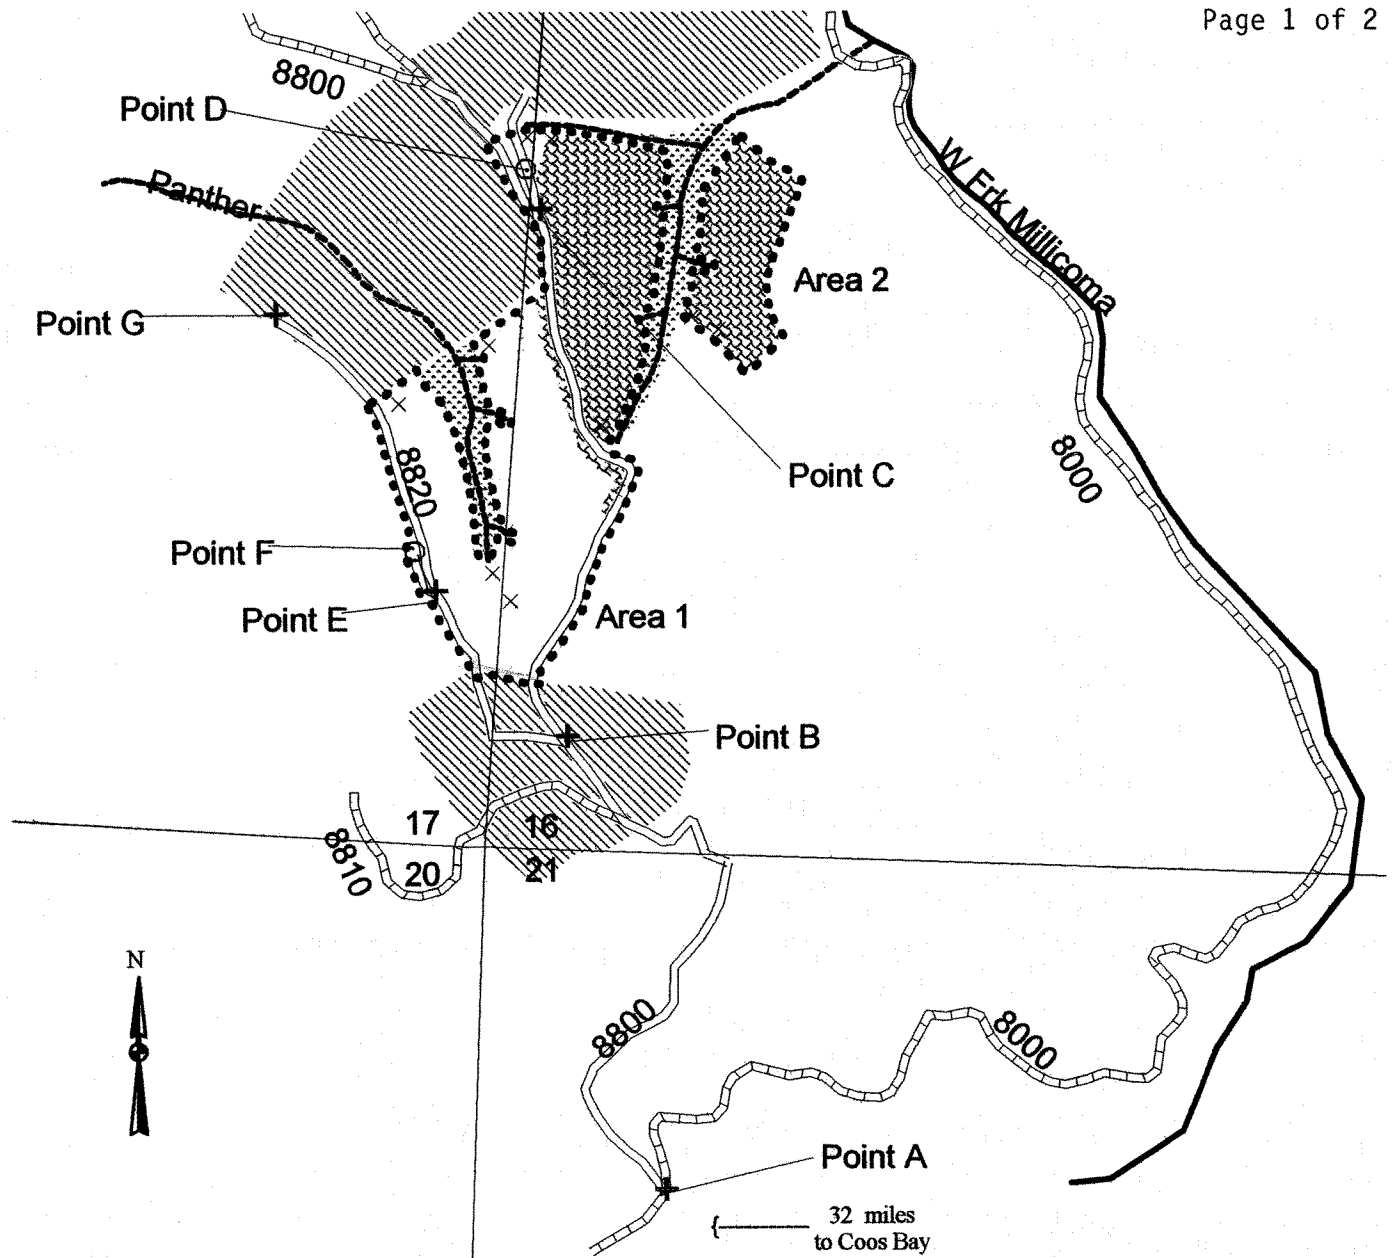 Page 1 of 2
8800
Point D
Panther
W Frk Millicoma
Area 2
Point G
Point C
8000
8820
Point F
Point E
Area 1
Point B
17
16
8810
20
21
N
8800
8000
Point A
32 miles
to Coos Bay